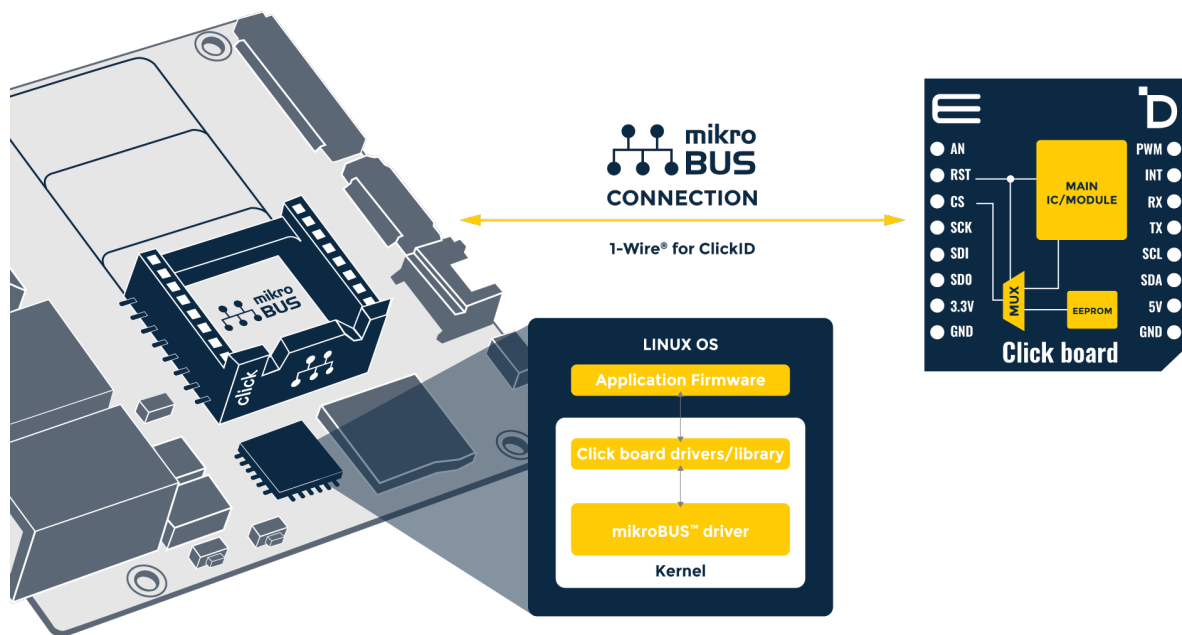 mikro
BUS
click
mikro
BUS
CONNECTION
1-Wire® for ClickID
LINUX OS
Application Firmware
Click board drivers/library
mikroBUS™ driver
Kernel
AN
RST
CS
SCK
SDI
SDO
3.3V
GND
PWM
INT
RX
TX
SCL
SDA
5V
GND
MAIN
IC/MODULE
MUX
EEPROM
Click board